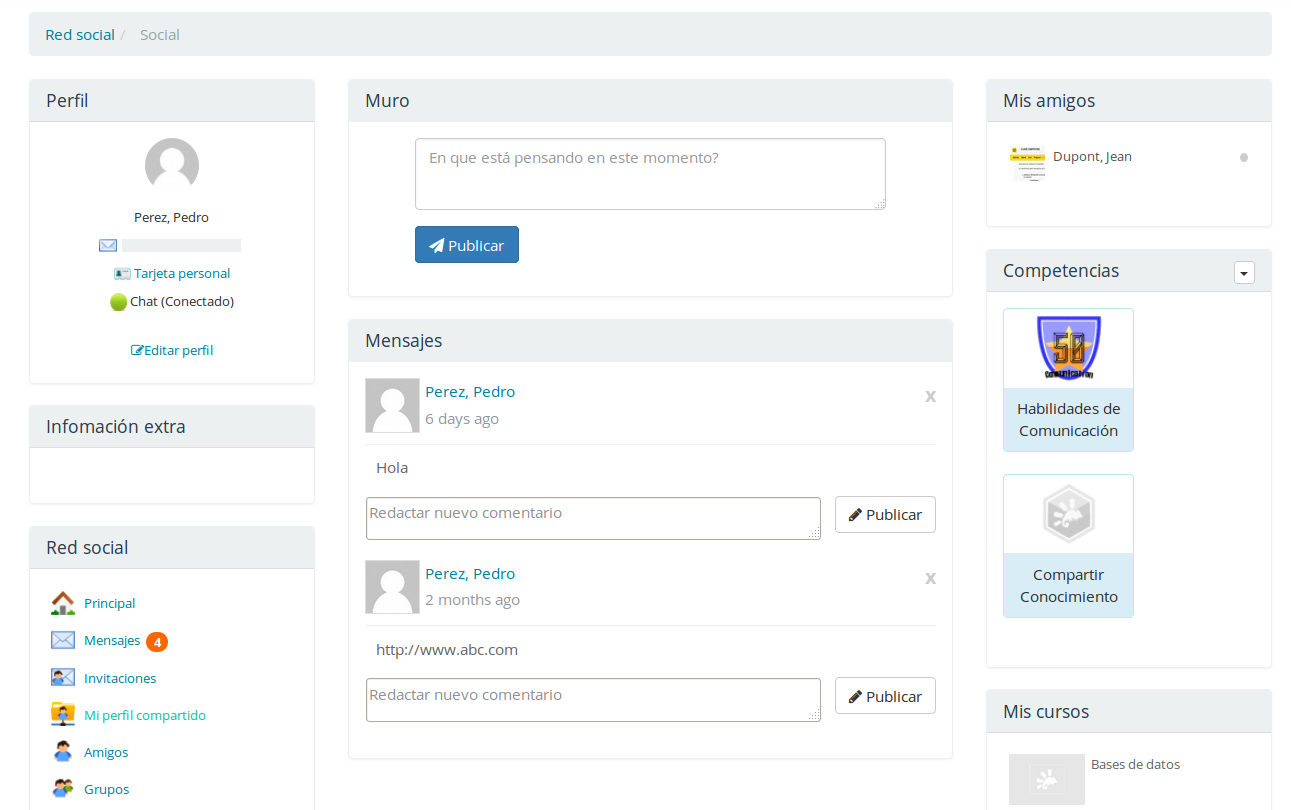 Red social / Social
Perfil
Perez, Pedro
Tarjeta personal
Chat (Conectado)
Editar perfil
Infomación extra
Red social
Principal
Mensajes 4
Invitaciones
Mi perfil compartido
Amigos
Grupos
Muro
En que está pensando en este momento?
Publicar
Mensajes
Perez, Pedro
x
6 days ago
Hola
Redactar nuevo comentario
Publicar
Perez, Pedro
x
2 months ago
http://www.abc.com
Redactar nuevo comentario
Publicar
Mis amigos
Dupont, Jean
Competencias
50
Comunicación
Habilidades de
Comunicación
Compartir
Conocimiento
Mis cursos
Bases de datos